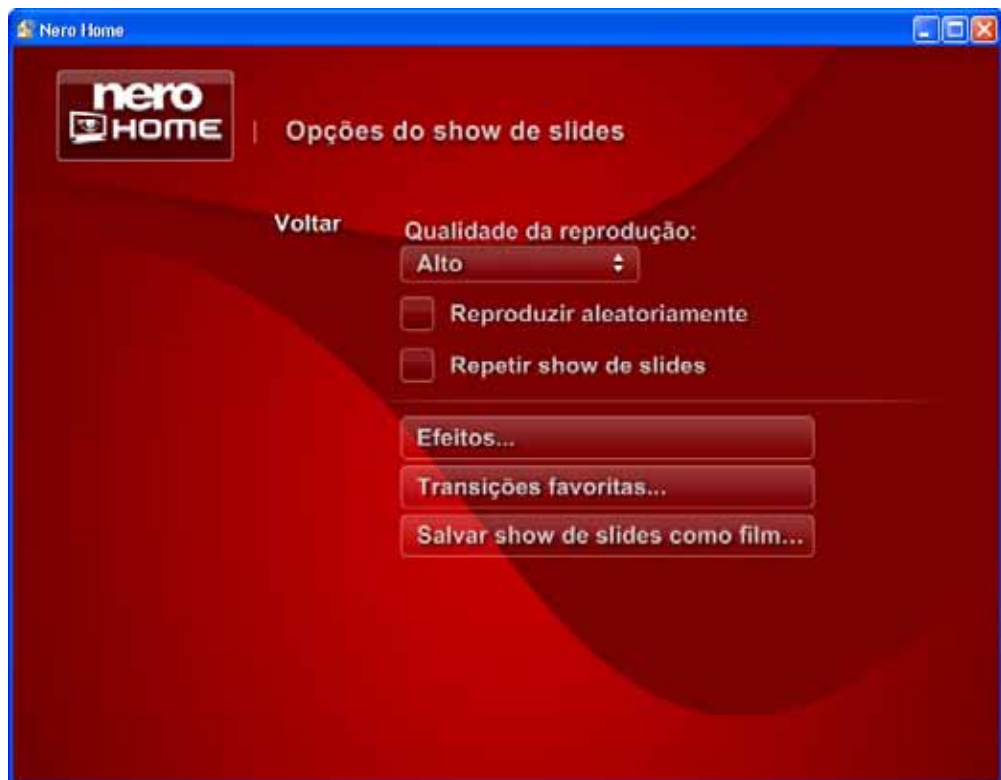 Nero Home
nero
HOME
| Opções do show de slides
Voltar
Qualidade da reprodução:
Alto
Reproduzir aleatoriamente
Repetir show de slides
Efeitos...
Transições favoritas...
Salvar show de slides como film...